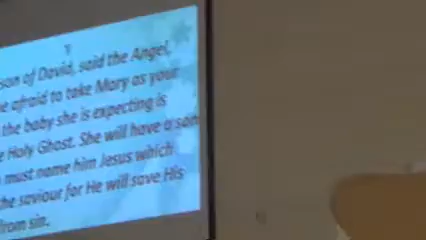 son of David, said the Angel,
afraid to take Mary as your
the baby she is expecting is
Holy Ghost. She will have a son
must name him Jesus which
the saviour for He will save His
from sin.